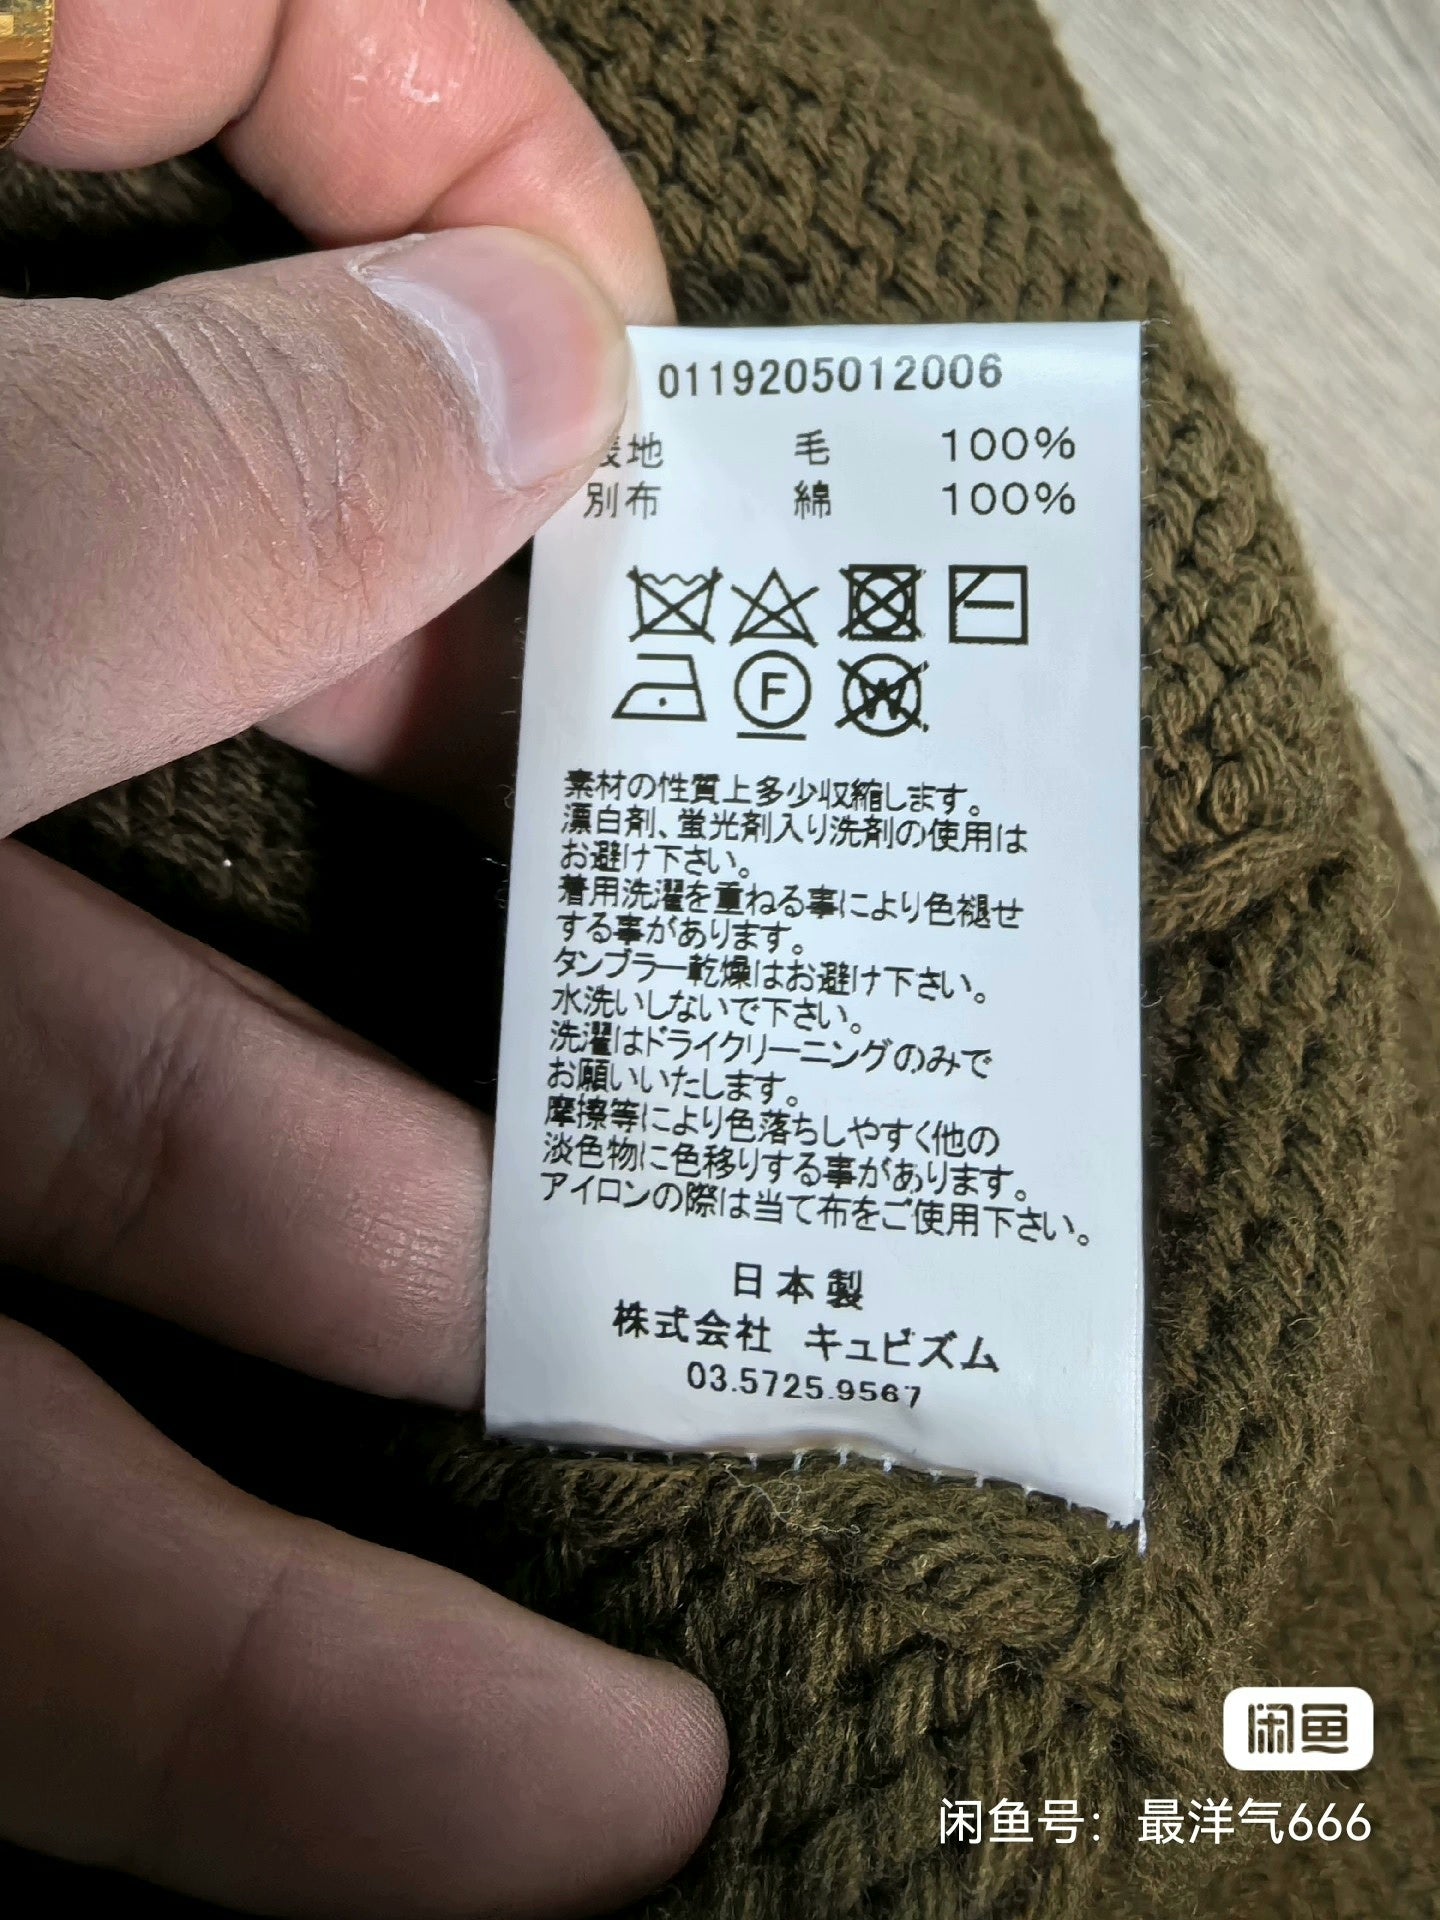 0119205012006
表地 毛 100%
別布 綿 100%
F
W
素材の性質上多少収縮します。
漂白剤、蛍光剤入り洗剤の使用は
お避け下さい。
着用洗濯を重ねる事により色褪せ
する事があります。
タンブラー乾燥はお避け下さい。
水洗いしないで下さい。
洗濯はドライクリーニングのみで
お願いいたします。
摩擦等により色落ちしやすく他の
淡色物に色移りする事があります。
アイロンの際は当て布をご使用下さい。
日本製
株式会社 キュビズム
03.5725.9567
闲鱼
闲鱼号：最洋气666